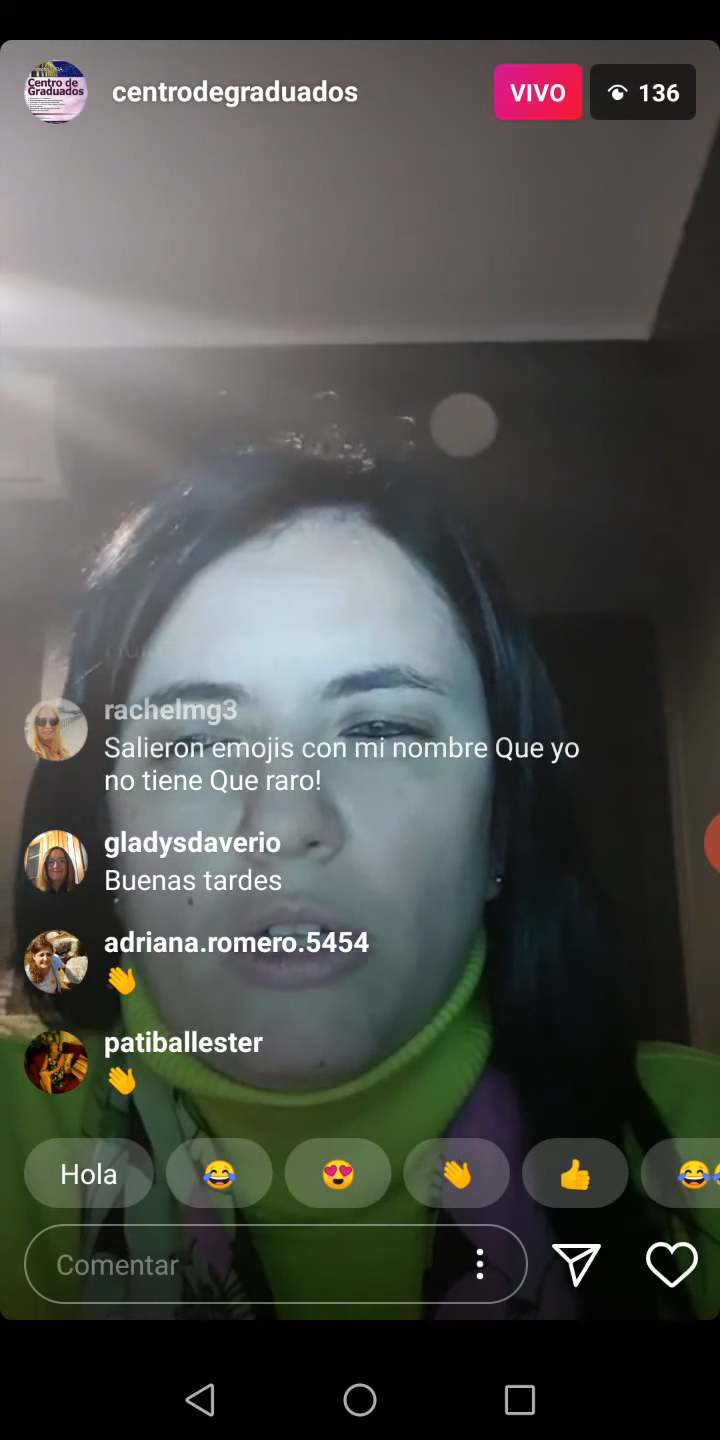 Centro de
Graduados
centrodegraduados
VIVO
136
rachelmg3
Salieron emojis con mi nombre Que yo
no tiene Que raro!
gladysdaverio
Buenas tardes
adriana.romero.5454
👋
patiballester
👋
Hola 😂 😍 👋 👍 😂
Comentar